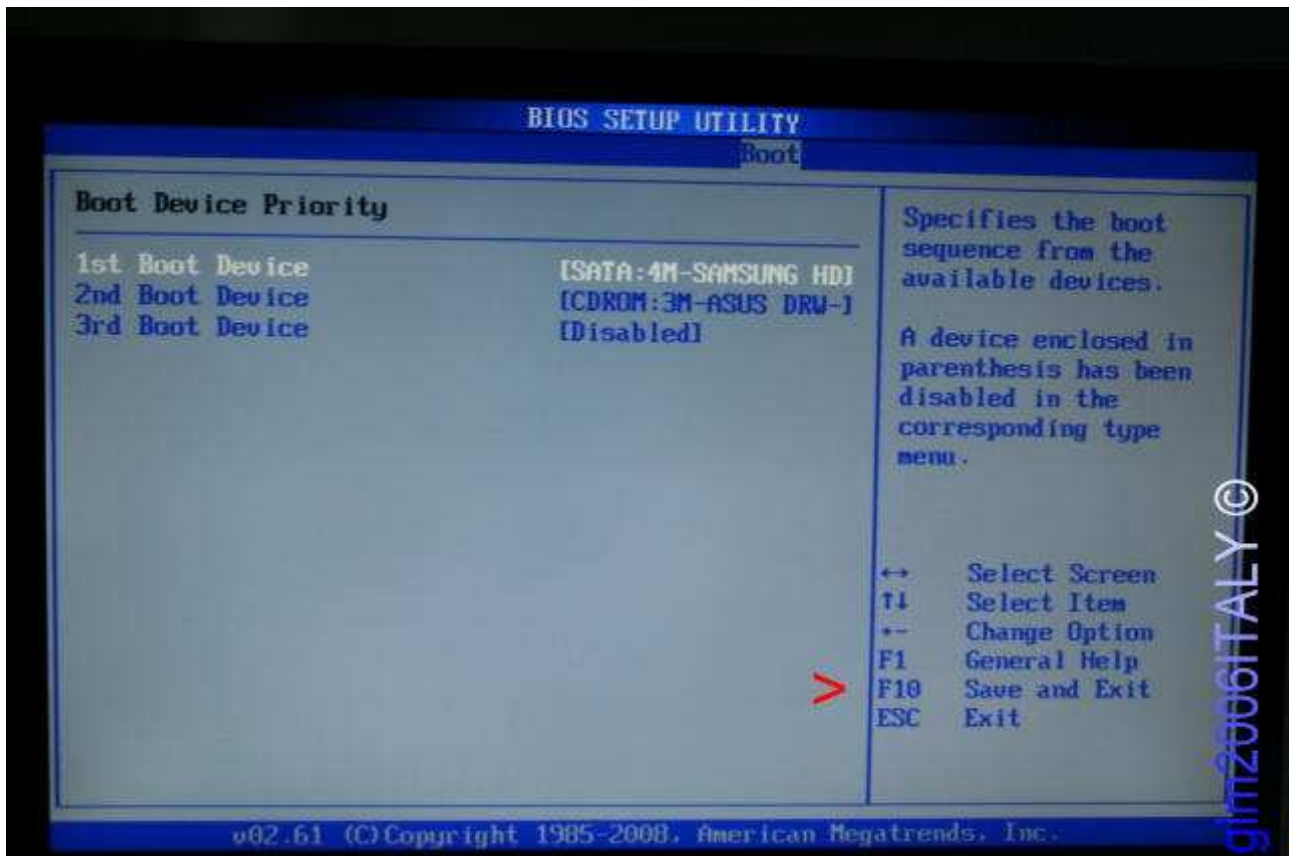 BIOS SETUP UTILITY
Boot
Boot Device Priority
1st Boot Device [SATA:4M-SAMSUNG HD]
2nd Boot Device [CDROM:3M-ASUS DRW-]
3rd Boot Device [Disabled]
Specifies the boot
sequence from the
available devices.
A device enclosed in
parenthesis has been
disabled in the
corresponding type
menu.
↔ Select Screen
↑↓ Select Item
+- Change Option
F1 General Help
> F10 Save and Exit
ESC Exit
v02.61 (C)Copyright 1985-2008, American Megatrends, Inc.
gim2006ITALY ©